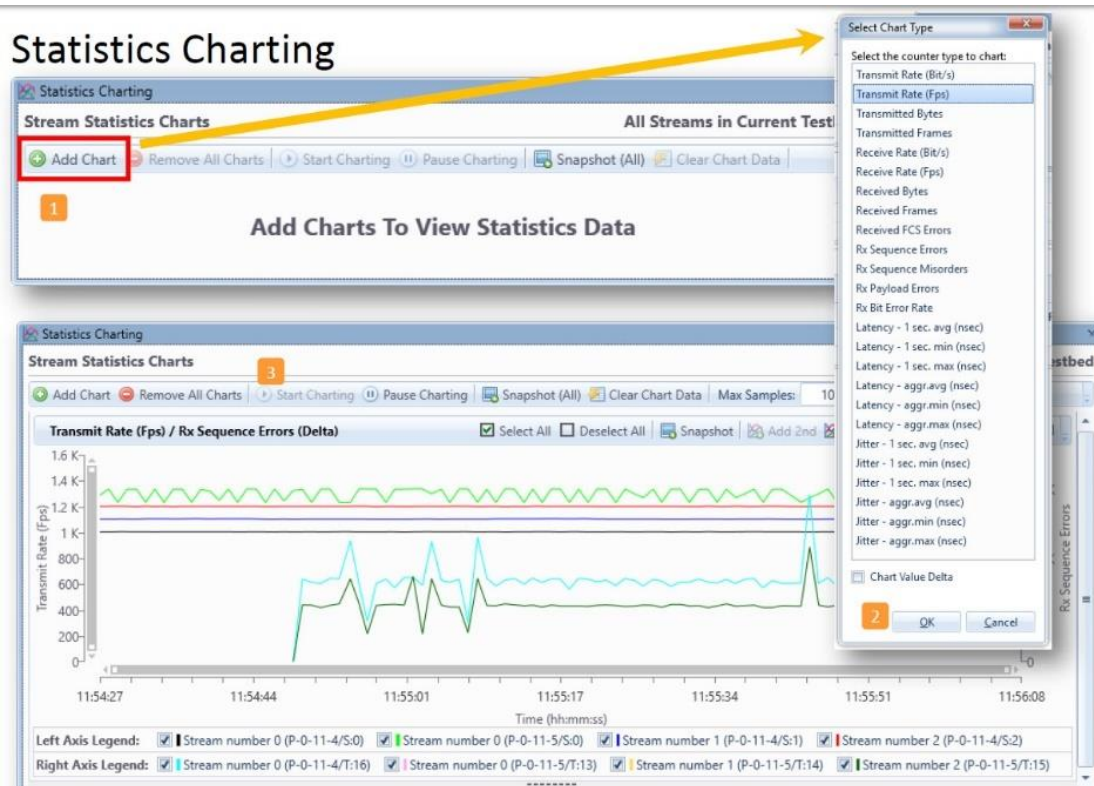 Statistics Charting
Statistics Charting
Stream Statistics Charts
All Streams in Current Test
Add Chart Remove All Charts Start Charting Pause Charting Snapshot (All) Clear Chart Data
1
Add Charts To View Statistics Data
Select Chart Type
Select the counter type to chart:
Transmit Rate (Bit/s)
Transmit Rate (Fps)
Transmitted Bytes
Transmitted Frames
Receive Rate (Bit/s)
Receive Rate (Fps)
Received Bytes
Received Frames
Received FCS Errors
Rx Sequence Errors
Rx Sequence Misorders
Rx Payload Errors
Rx Bit Error Rate
Latency - 1 sec. avg (nsec)
Latency - 1 sec. min (nsec)
Latency - 1 sec. max (nsec)
Latency - aggr.avg (nsec)
Latency - aggr.min (nsec)
Latency - aggr.max (nsec)
Jitter - 1 sec. avg (nsec)
Jitter - 1 sec. min (nsec)
Jitter - 1 sec. max (nsec)
Jitter - aggr.avg (nsec)
Jitter - aggr.min (nsec)
Jitter - aggr.max (nsec)
Chart Value Delta
2
OK Cancel
Statistics Charting
Stream Statistics Charts
stbed
3
Add Chart Remove All Charts Start Charting Pause Charting Snapshot (All) Clear Chart Data Max Samples: 10
Transmit Rate (Fps) / Rx Sequence Errors (Delta)
Select All Deselect All Snapshot Add 2nd
1.6 K
1.4 K
1.2 K
1 K
800
600
400
200
0
Transmit Rate (Fps)
Rx Sequence Errors
0
11:54:27 11:54:44 11:55:01 11:55:17 11:55:34 11:55:51 11:56:08
Time (hh:mm:ss)
Left Axis Legend: Stream number 0 (P-0-11-4/S:0) Stream number 0 (P-0-11-5/S:0) Stream number 1 (P-0-11-4/S:1) Stream number 2 (P-0-11-4/S:2)
Right Axis Legend: Stream number 0 (P-0-11-4/T:16) Stream number 0 (P-0-11-5/T:13) Stream number 1 (P-0-11-5/T:14) Stream number 2 (P-0-11-5/T:15)